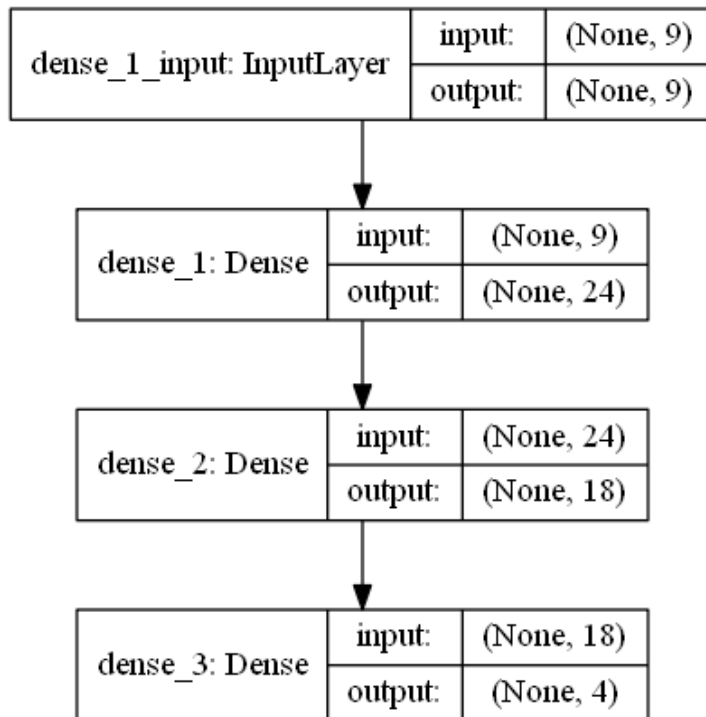 dense_1_input: InputLayer
input: (None, 9)
output: (None, 9)
dense_1: Dense
input: (None, 9)
output: (None, 24)
dense_2: Dense
input: (None, 24)
output: (None, 18)
dense_3: Dense
input: (None, 18)
output: (None, 4)